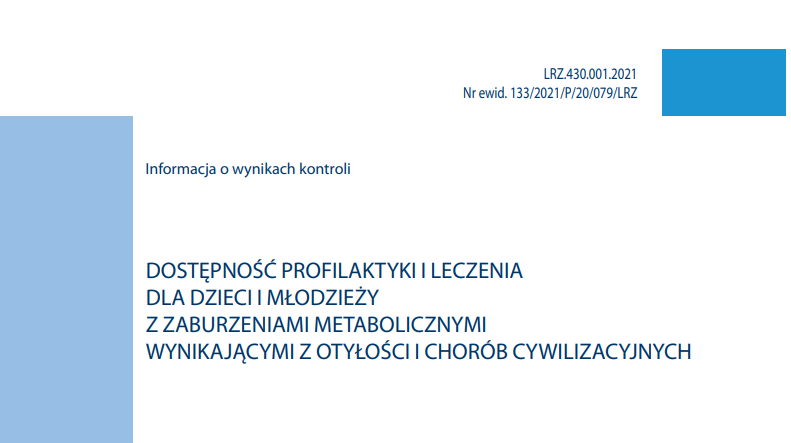 LRZ.430.001.2021
Nr ewid. 133/2021/P/20/079/LRZ
Informacja o wynikach kontroli
DOSTĘPNOŚĆ PROFILAKTYKI I LECZENIA
DLA DZIECI I MŁODZIEŻY
Z ZABURZENIAMI METABOLICZNYMI
WYNIKAJĄCYMI Z OTYŁOŚCI I CHORÓB CYWILIZACYJNYCH